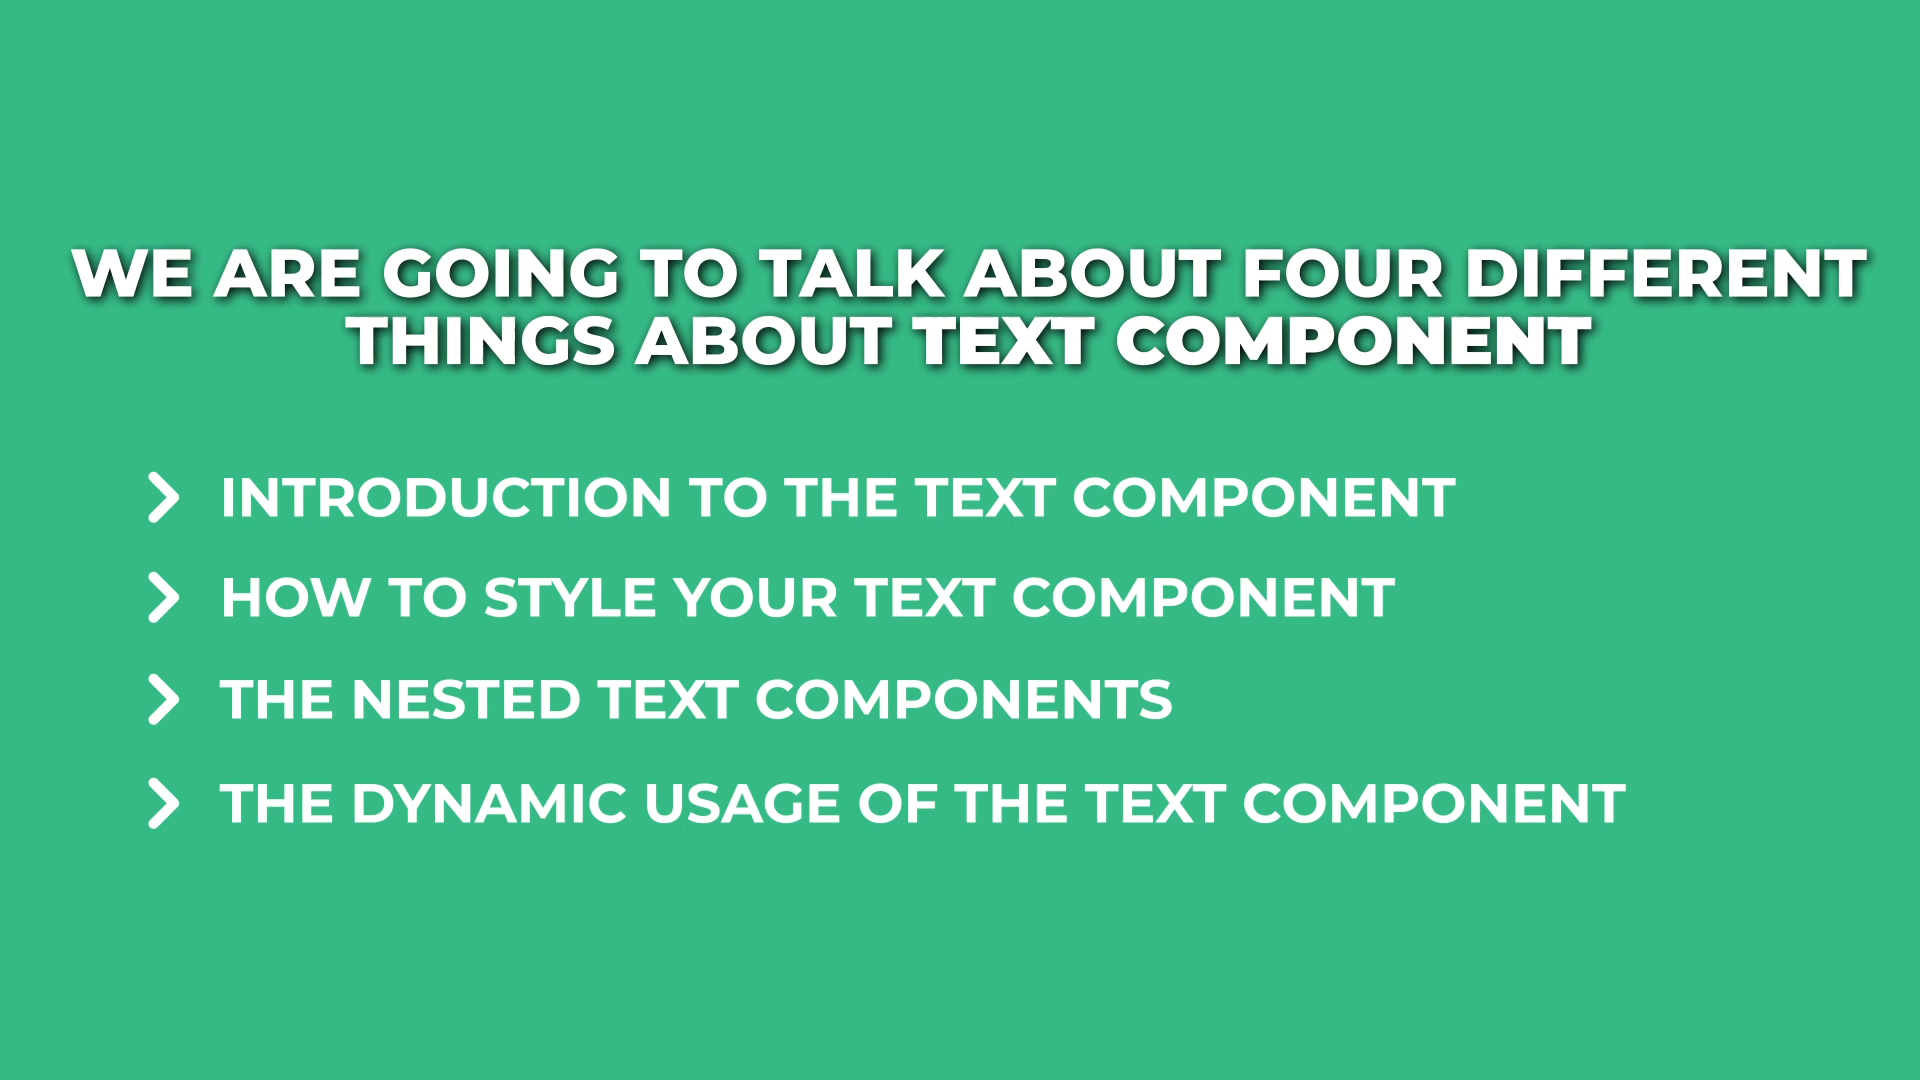 WE ARE GOING TO TALK ABOUT FOUR DIFFERENT
THINGS ABOUT TEXT COMPONENT
INTRODUCTION TO THE TEXT COMPONENT
HOW TO STYLE YOUR TEXT COMPONENT
THE NESTED TEXT COMPONENTS
THE DYNAMIC USAGE OF THE TEXT COMPONENT